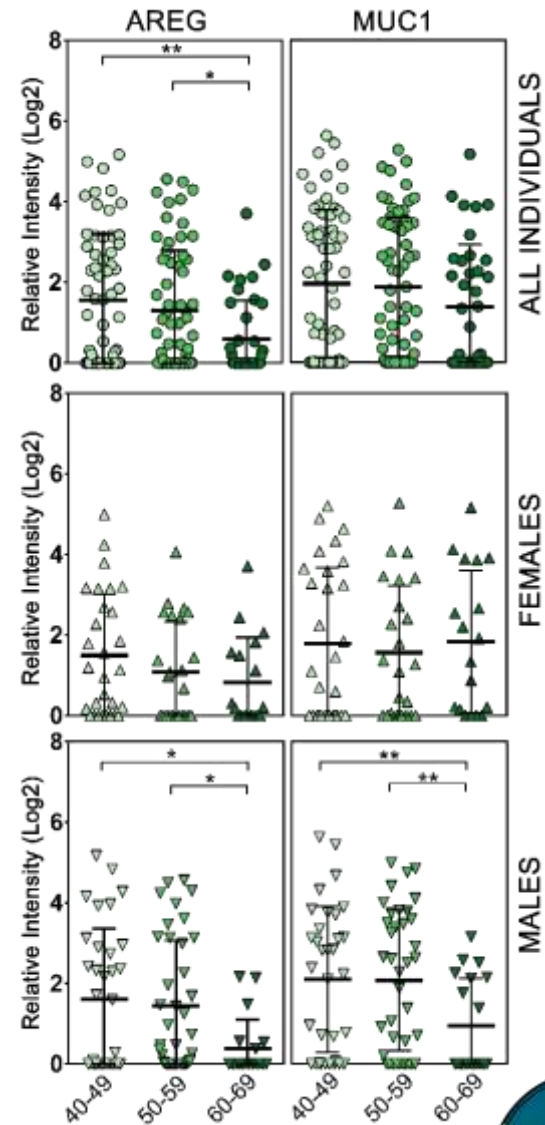 AREG MUC1
8
**
*
6
4
2
0
Relative Intensity (Log2)
ALL INDIVIDUALS
8
6
4
2
0
Relative Intensity (Log2)
FEMALES
8
*
**
*
**
6
4
2
0
Relative Intensity (Log2)
MALES
40-49 50-59 60-69 40-49 50-59 60-69